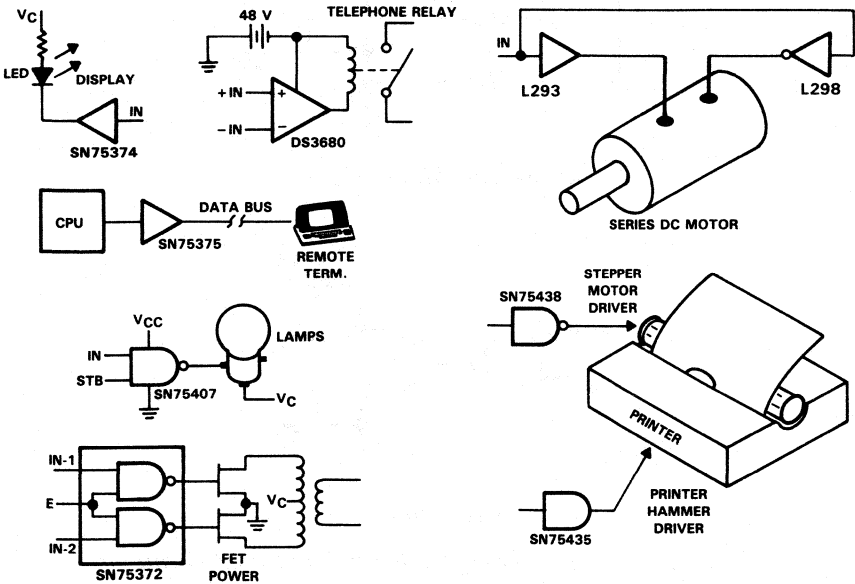 VC
LED
DISPLAY
IN
SN75374
48 V
TELEPHONE RELAY
+IN
+
−IN
−
DS3680
IN
L293
L298
SERIES DC MOTOR
CPU
SN75375
DATA BUS
REMOTE
TERM.
VCC
IN
STB
SN75407
LAMPS
VC
IN-1
E
IN-2
SN75372
VC
FET
POWER
SN75438
STEPPER
MOTOR
DRIVER
PRINTER
SN75435
PRINTER
HAMMER
DRIVER